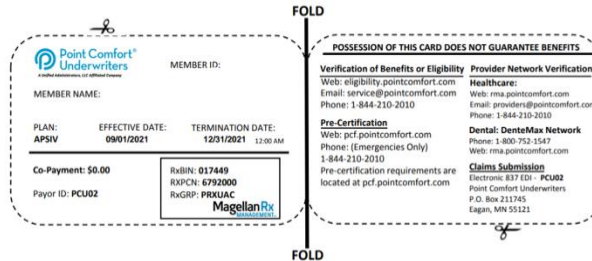 FOLD
Point Comfort®
Underwriters
A Unified Administrators, LLC Affiliated Company
MEMBER ID:
MEMBER NAME:
PLAN: EFFECTIVE DATE: TERMINATION DATE:
APSIV 09/01/2021 12/31/2021 12:00 AM
Co-Payment: $0.00
Payor ID: PCU02
RxBIN: 017449
RXPCN: 6792000
RxGRP: PRXUAC
MagellanRx
MANAGEMENT
POSSESSION OF THIS CARD DOES NOT GUARANTEE BENEFITS
Verification of Benefits or Eligibility
Web: eligibility.pointcomfort.com
Email: service@pointcomfort.com
Phone: 1-844-210-2010
Pre-Certification
Web: pcf.pointcomfort.com
Phone: (Emergencies Only)
1-844-210-2010
Pre-certification requirements are
located at pcf.pointcomfort.com
Provider Network Verification
Healthcare:
Web: rma.pointcomfort.com
Email: providers@pointcomfort.com
Phone: 1-844-210-2010
Dental: DenteMax Network
Phone: 1-800-752-1547
Web: rma.pointcomfort.com
Claims Submission
Electronic 837 EDI - PCU02
Point Comfort Underwriters
P.O. Box 211745
Eagan, MN 55121
FOLD